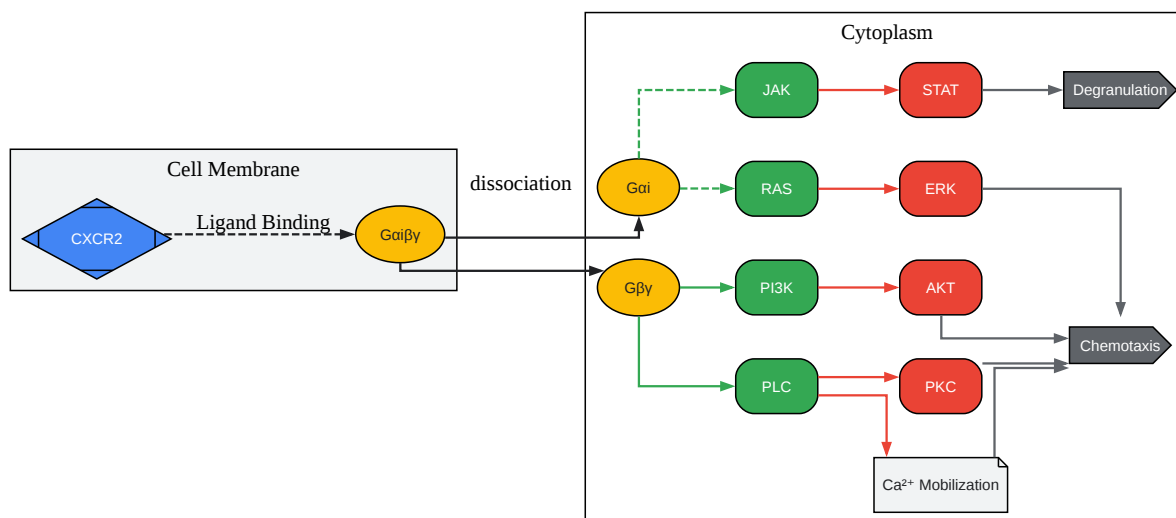 Cytoplasm
JAK
STAT
Degranulation
Cell Membrane
dissociation
Gαi
RAS
ERK
CXCR2
Ligand Binding
Gαiβγ
Gβγ
PI3K
AKT
Chemotaxis
PLC
PKC
Ca²⁺ Mobilization